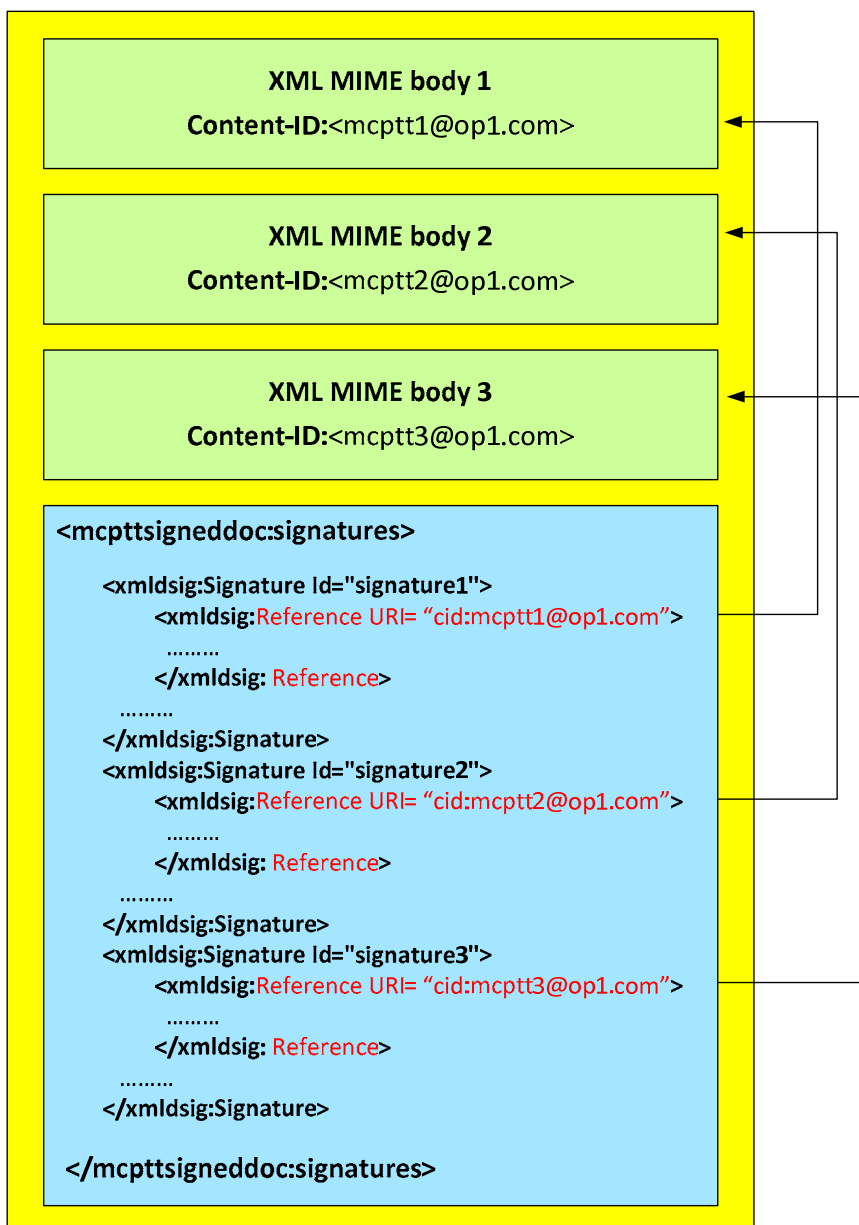 XML MIME body 1
Content-ID:<mcptt1@op1.com>
XML MIME body 2
Content-ID:<mcptt2@op1.com>
XML MIME body 3
Content-ID:<mcptt3@op1.com>
<mcpttsigneddoc:signatures>
<xmldsig:Signature Id="signature1">
<xmldsig:Reference URI= “cid:mcptt1@op1.com”>
.........
</xmldsig: Reference>
.........
</xmldsig:Signature>
<xmldsig:Signature Id="signature2">
<xmldsig:Reference URI= “cid:mcptt2@op1.com”>
.........
</xmldsig: Reference>
.........
</xmldsig:Signature>
<xmldsig:Signature Id="signature3">
<xmldsig:Reference URI= “cid:mcptt3@op1.com”>
.........
</xmldsig: Reference>
.........
</xmldsig:Signature>
</mcpttsigneddoc:signatures>